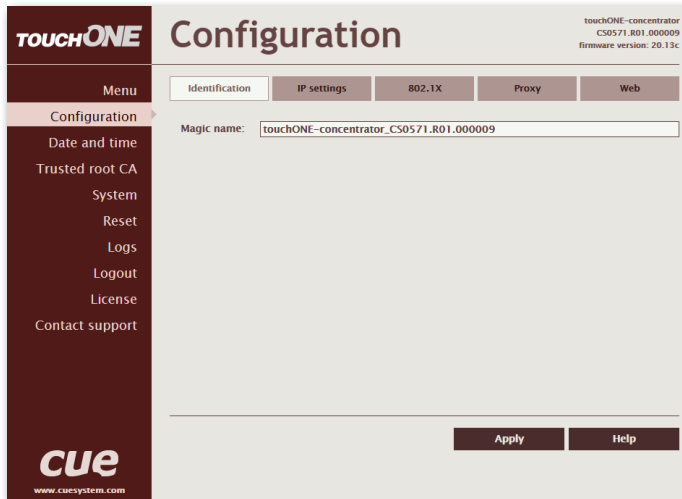 TOUCHONE
Configuration
touchONE-concentrator
CS0571.R01.000009
firmware version: 20.13c
Menu
Configuration
Date and time
Trusted root CA
System
Reset
Logs
Logout
License
Contact support
Identification IP settings 802.1X Proxy Web
Magic name: touchONE-concentrator_CS0571.R01.000009
Apply Help
cue
www.cuesystem.com